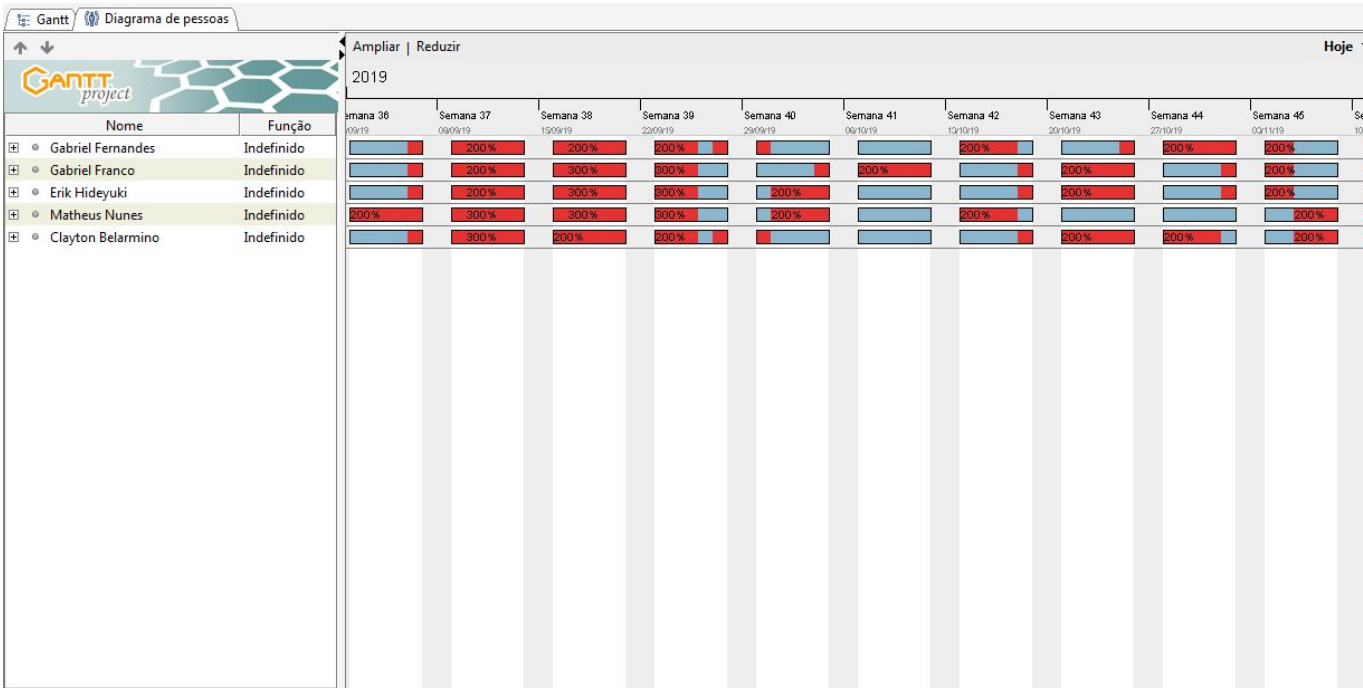 Gantt Diagrama de pessoas
Ampliar | Reduzir Hoje
GANTT
project
2019
Nome Função
emana 36 Semana 37 Semana 38 Semana 39 Semana 40 Semana 41 Semana 42 Semana 43 Semana 44 Semana 45 Se
/09/19 08/09/19 15/09/19 22/09/19 29/09/19 06/10/19 13/10/19 20/10/19 27/10/19 03/11/19 10
Gabriel Fernandes Indefinido 200% 200% 200% 200% 200% 200%
Gabriel Franco Indefinido 200% 300% 300% 200% 200% 200%
Erik Hideyuki Indefinido 200% 300% 300% 200% 200% 200%
Matheus Nunes Indefinido 200% 300% 300% 300% 200% 200% 200%
Clayton Belarmino Indefinido 300% 200% 200% 200% 200% 200%